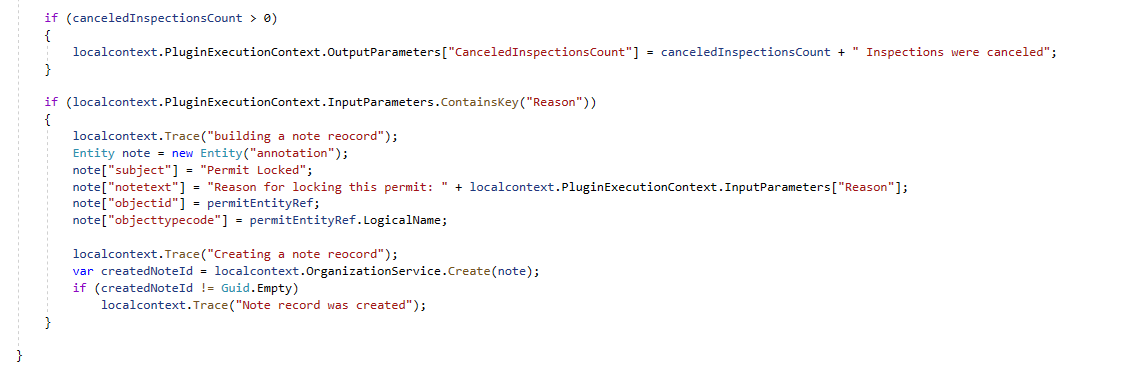 if (canceledInspectionsCount > 0)
{
localcontext.PluginExecutionContext.OutputParameters["CanceledInspectionsCount"] = canceledInspectionsCount + " Inspections were canceled";
}
if (localcontext.PluginExecutionContext.InputParameters.ContainsKey("Reason"))
{
localcontext.Trace("building a note reocord");
Entity note = new Entity("annotation");
note["subject"] = "Permit Locked";
note["notetext"] = "Reason for locking this permit: " + localcontext.PluginExecutionContext.InputParameters["Reason"];
note["objectid"] = permitEntityRef;
note["objecttypecode"] = permitEntityRef.LogicalName;
localcontext.Trace("Creating a note reocord");
var createdNoteId = localcontext.OrganizationService.Create(note);
if (createdNoteId != Guid.Empty)
localcontext.Trace("Note record was created");
}
}